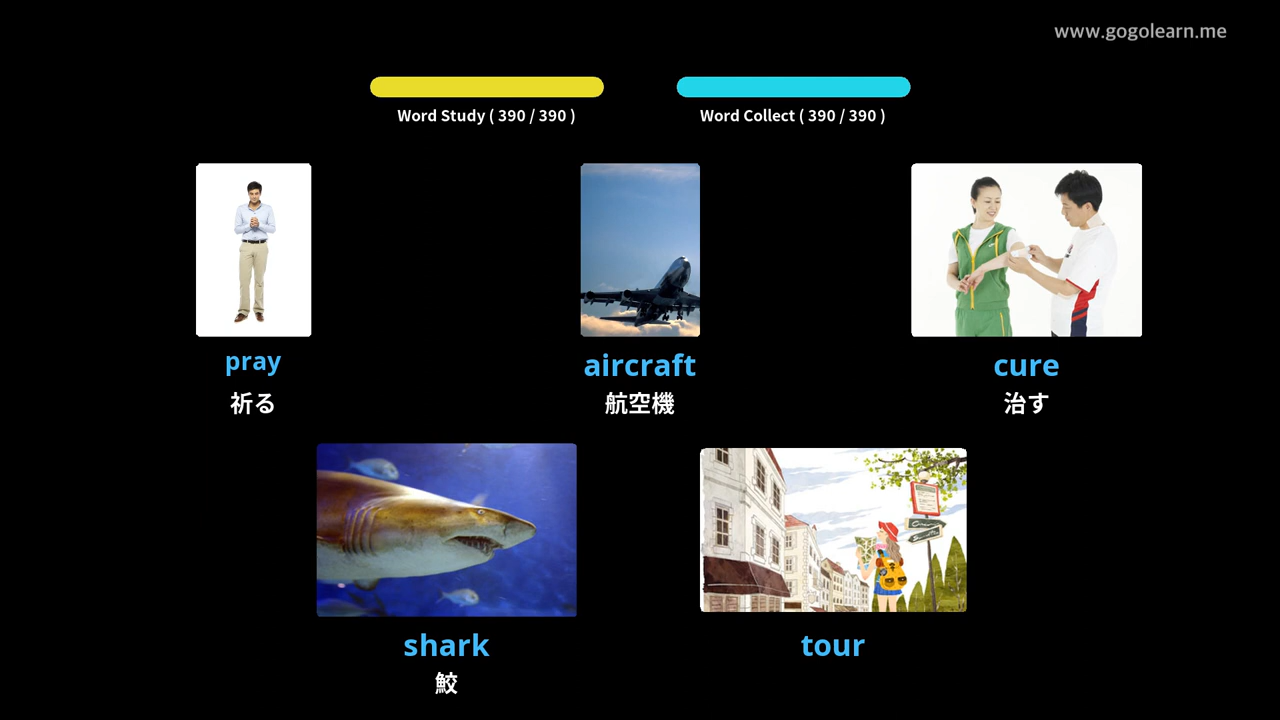 www.gogolearn.me
Word Study ( 390 / 390 )
Word Collect ( 390 / 390 )
pray
祈る
aircraft
航空機
cure
治す
shark
鮫
tour